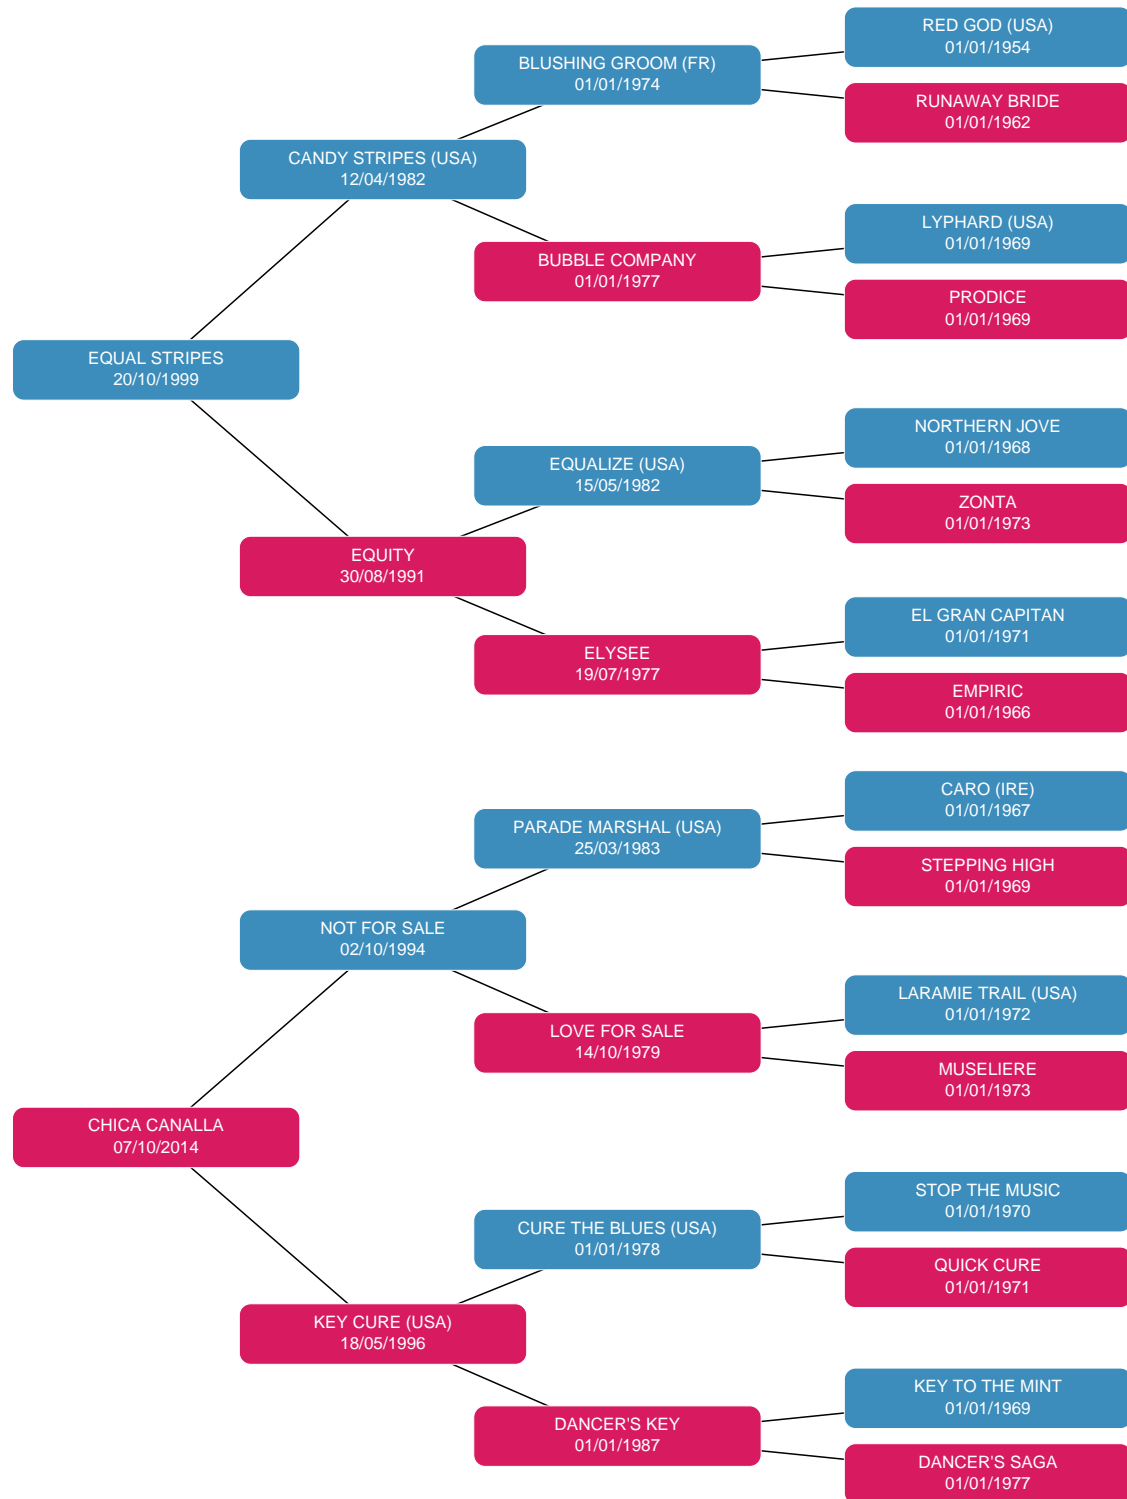 RED GOD (USA)
01/01/1954
BLUSHING GROOM (FR)
01/01/1974
RUNAWAY BRIDE
01/01/1962
CANDY STRIPES (USA)
12/04/1982
LYPHARD (USA)
01/01/1969
BUBBLE COMPANY
01/01/1977
PRODICE
01/01/1969
EQUAL STRIPES
20/10/1999
NORTHERN JOVE
01/01/1968
EQUALIZE (USA)
15/05/1982
ZONTA
01/01/1973
EQUITY
30/08/1991
EL GRAN CAPITAN
01/01/1971
ELYSEE
19/07/1977
EMPIRIC
01/01/1966
CARO (IRE)
01/01/1967
PARADE MARSHAL (USA)
25/03/1983
STEPPING HIGH
01/01/1969
NOT FOR SALE
02/10/1994
LARAMIE TRAIL (USA)
01/01/1972
LOVE FOR SALE
14/10/1979
MUSELIERE
01/01/1973
CHICA CANALLA
07/10/2014
STOP THE MUSIC
01/01/1970
CURE THE BLUES (USA)
01/01/1978
QUICK CURE
01/01/1971
KEY CURE (USA)
18/05/1996
KEY TO THE MINT
01/01/1969
DANCER'S KEY
01/01/1987
DANCER'S SAGA
01/01/1977